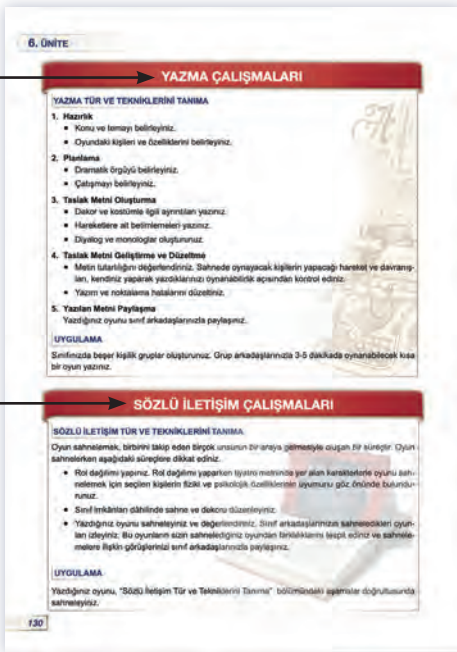 6. ÜNİTE
YAZMA ÇALIŞMALARI
YAZMA TÜR VE TEKNİKLERİNİ TANIMA
1. Hazırlık
• Konu ve temayı belirleyiniz.
• Oyundaki kişileri ve özelliklerini belirleyiniz.
2. Planlama
• Dramatik örgüyü belirleyiniz.
• Çatışmayı belirleyiniz.
3. Taslak Metni Oluşturma
• Dekor ve kostümle ilgili ayrıntıları yazınız.
• Hareketlere ait betimlemeleri yazınız.
• Diyalog ve monologlar oluşturunuz.
4. Taslak Metni Geliştirme ve Düzeltme
• Metin tutarlılığını değerlendiriniz. Sahnede oynayacak kişilerin yapacağı hareket ve davranış-
ları, kendiniz yaparak yazdıklarınızı oynanabilirlik açısından kontrol ediniz.
• Yazım ve noktalama hatalarını düzeltiniz.
5. Yazılan Metni Paylaşma
Yazdığınız oyunu sınıf arkadaşlarınızla paylaşınız.
UYGULAMA
Sınıfınızda beşer kişilik gruplar oluşturunuz. Grup arkadaşlarınızla 3-5 dakikada oynanabilecek kısa
bir oyun yazınız.
SÖZLÜ İLETİŞİM ÇALIŞMALARI
SÖZLÜ İLETİŞİM TÜR VE TEKNİKLERİNİ TANIMA
Oyun sahnelemek, birbirini takip eden birçok unsurun bir araya gelmesiyle oluşan bir süreçtir. Oyun
sahnelerken aşağıdaki süreçlere dikkat ediniz.
• Rol dağılımı yapınız. Rol dağılımı yaparken tiyatro metninde yer alan karakterlerle oyunu sah-
nelemek için seçilen kişilerin fiziki ve psikolojik özelliklerinin uyumunu göz önünde bulundu-
runuz.
• Sınıf imkânları dâhilinde sahne ve dekoru düzenleyiniz.
• Yazdığınız oyunu sahneleyiniz ve değerlendiriniz. Sınıf arkadaşlarınızın sahneledikleri oyun-
ları izleyiniz. Bu oyunların sizin sahnelediğiniz oyundan farklılıklarını tespit ediniz ve sahnele-
melere ilişkin görüşlerinizi sınıf arkadaşlarınızla paylaşınız.
UYGULAMA
Yazdığınız oyunu, "Sözlü İletişim Tür ve Tekniklerini Tanıma" bölümündeki aşamalar doğrultusunda
sahneleyiniz.
130